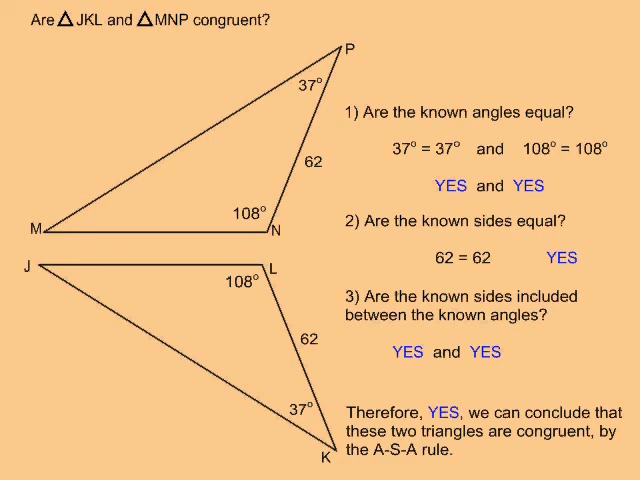 Are △JKL and △MNP congruent?
P
37°
1) Are the known angles equal?
37° = 37° and 108° = 108°
62
YES and YES
108°
M
N
2) Are the known sides equal?
62 = 62 YES
J
L
108°
3) Are the known sides included
between the known angles?
62
YES and YES
37°
Therefore, YES, we can conclude that
these two triangles are congruent, by
the A-S-A rule.
K